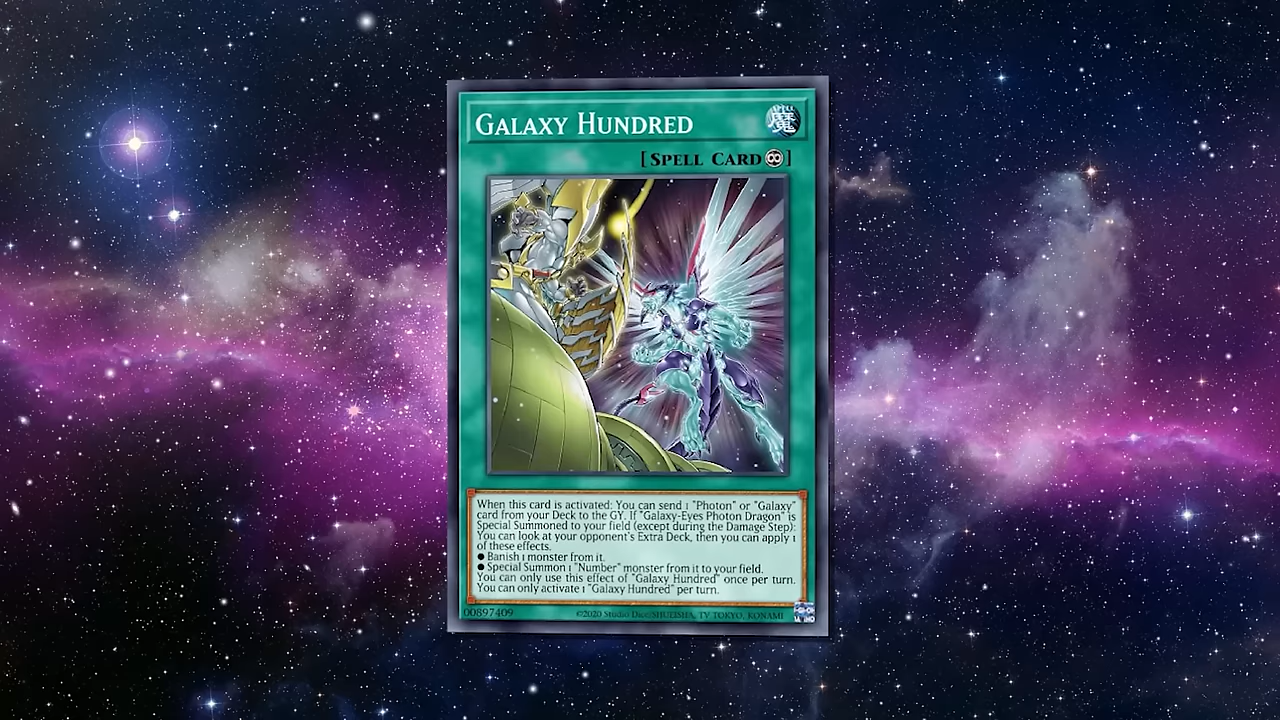 GALAXY HUNDRED
魔
[SPELL CARD]
When this card is activated: You can send 1 "Photon" or "Galaxy"
card from your Deck to the GY. If "Galaxy-Eyes Photon Dragon" is
Special Summoned to your field (except during the Damage Step):
You can look at your opponent's Extra Deck, then you can apply 1
of these effects.
● Banish 1 monster from it.
● Special Summon 1 "Number" monster from it to your field.
You can only use this effect of "Galaxy Hundred" once per turn.
You can only activate 1 "Galaxy Hundred" per turn.
00897409 ©2020 Studio Dice/SHUEISHA, TV TOKYO, KONAMI